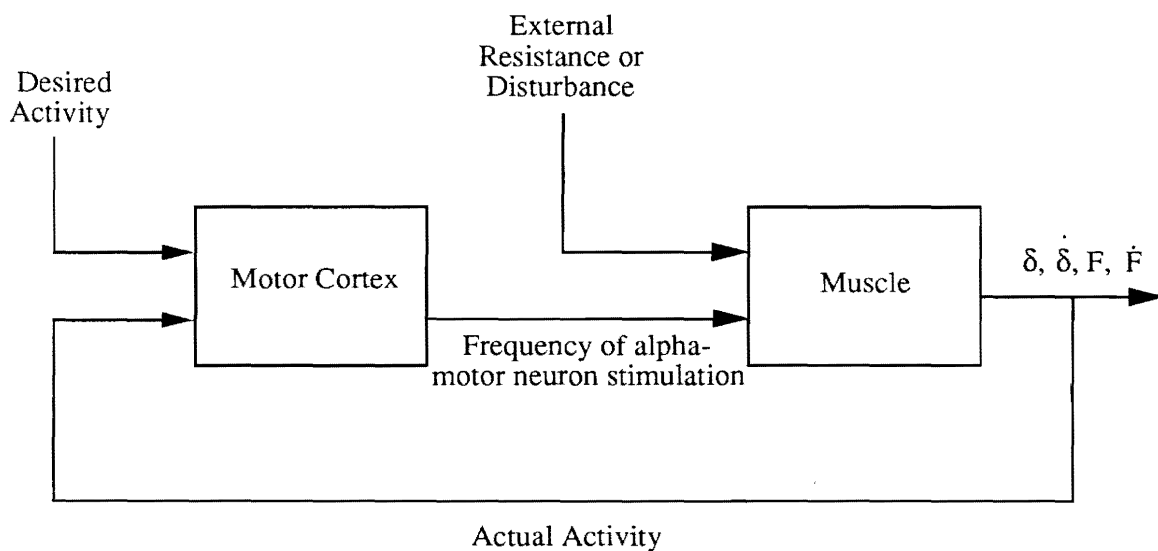 External
Resistance or
Disturbance
Desired
Activity
Motor Cortex
Muscle
δ, δ̇, F, Ḟ
Frequency of alpha-
motor neuron stimulation
Actual Activity